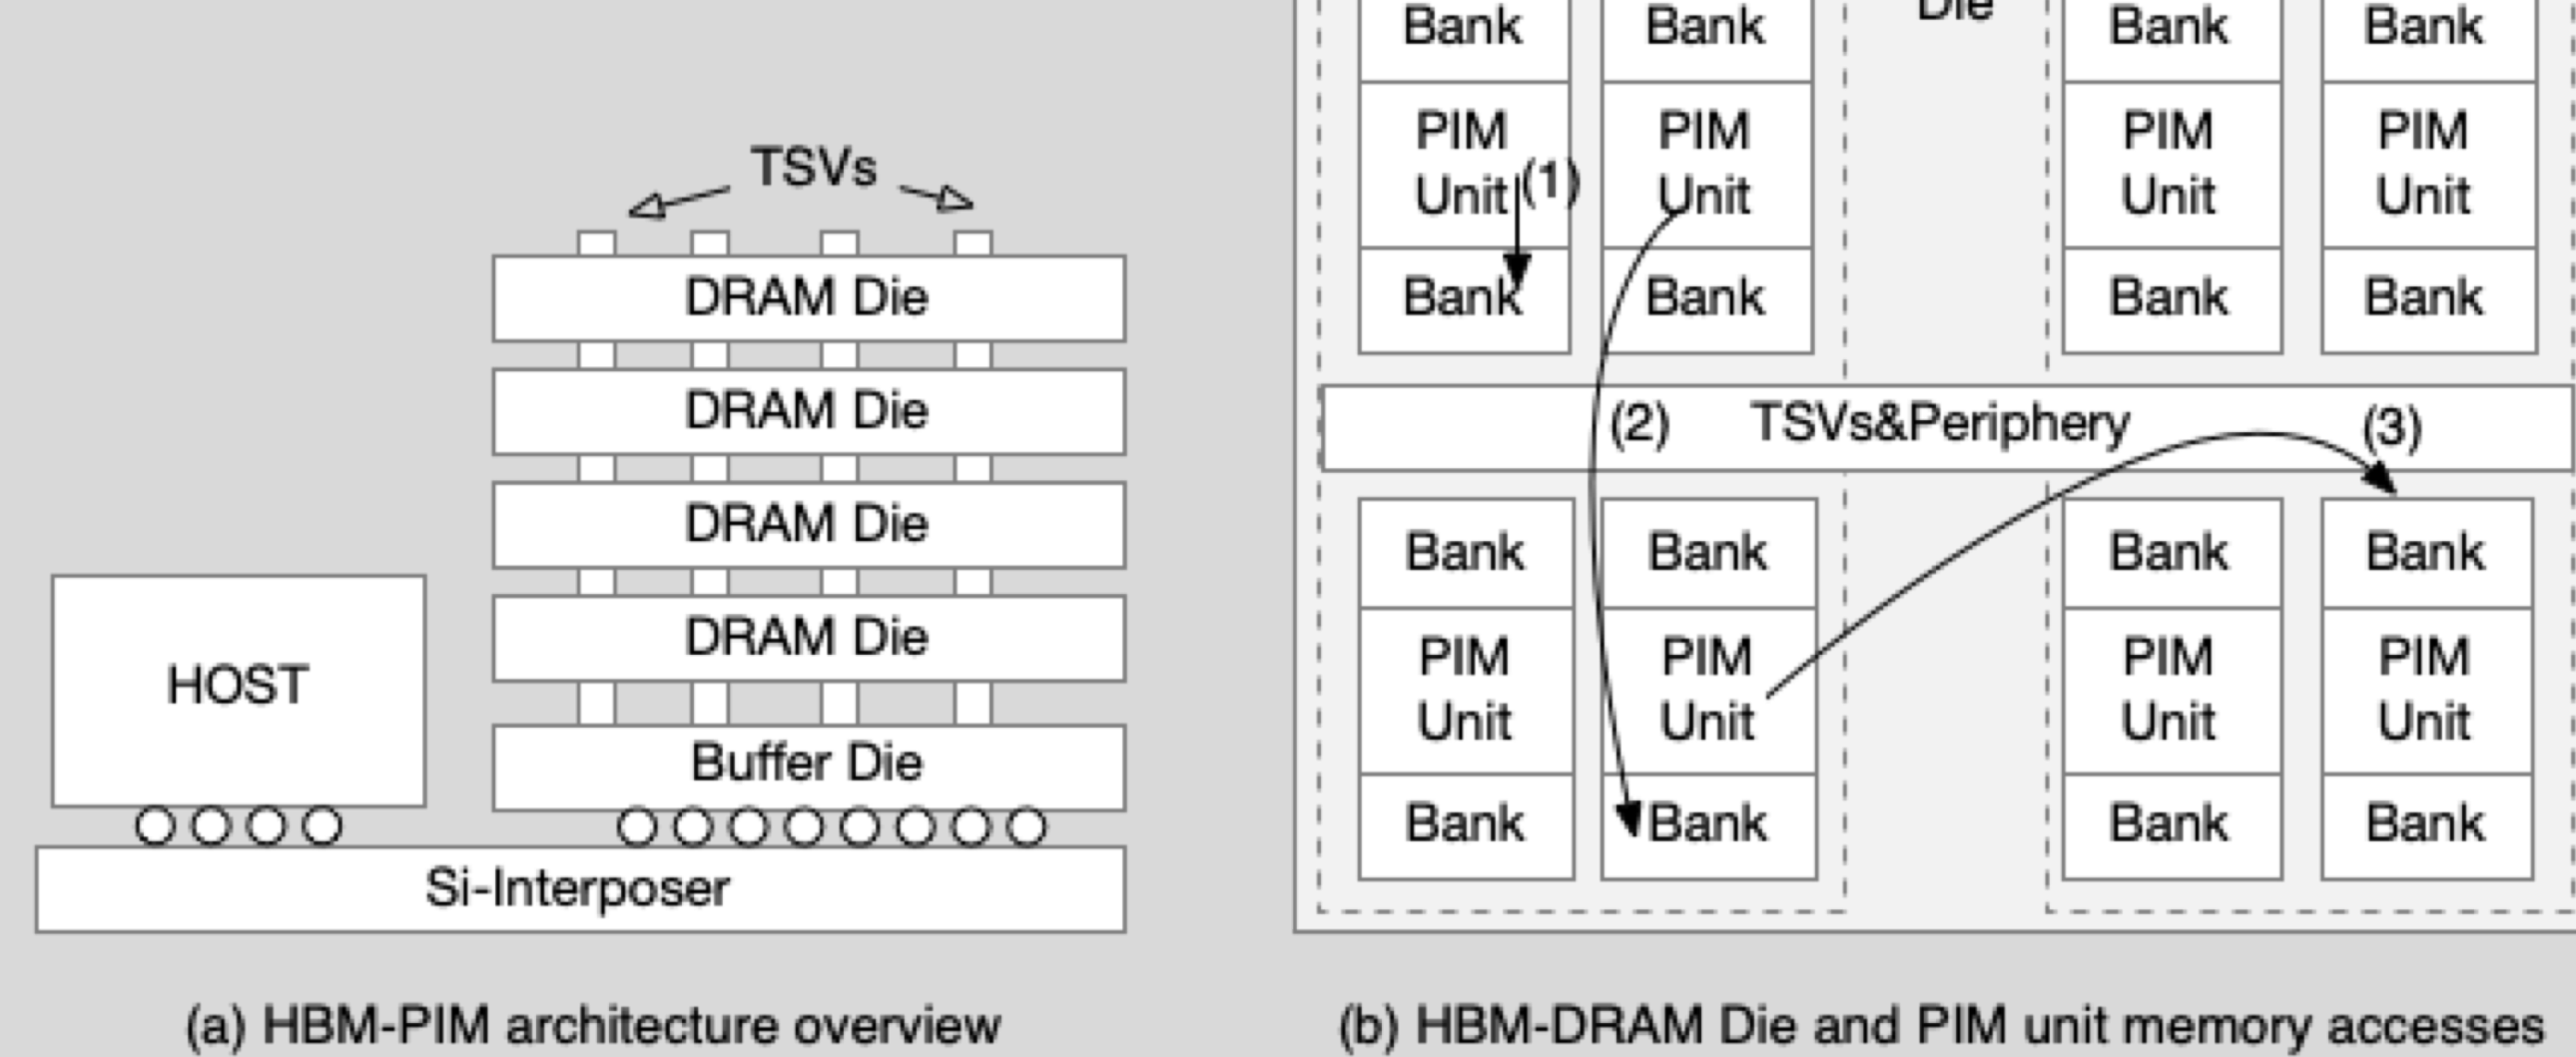 TSVs
DRAM Die
DRAM Die
DRAM Die
DRAM Die
HOST
Buffer Die
Si-Interposer
(a) HBM-PIM architecture overview
Die
Bank
Bank
Bank
Bank
PIM
Unit
(1)
PIM
Unit
PIM
Unit
PIM
Unit
Bank
Bank
Bank
Bank
(2)
TSVs&Periphery
(3)
Bank
Bank
Bank
Bank
PIM
Unit
PIM
Unit
PIM
Unit
PIM
Unit
Bank
Bank
Bank
Bank
(b) HBM-DRAM Die and PIM unit memory accesses